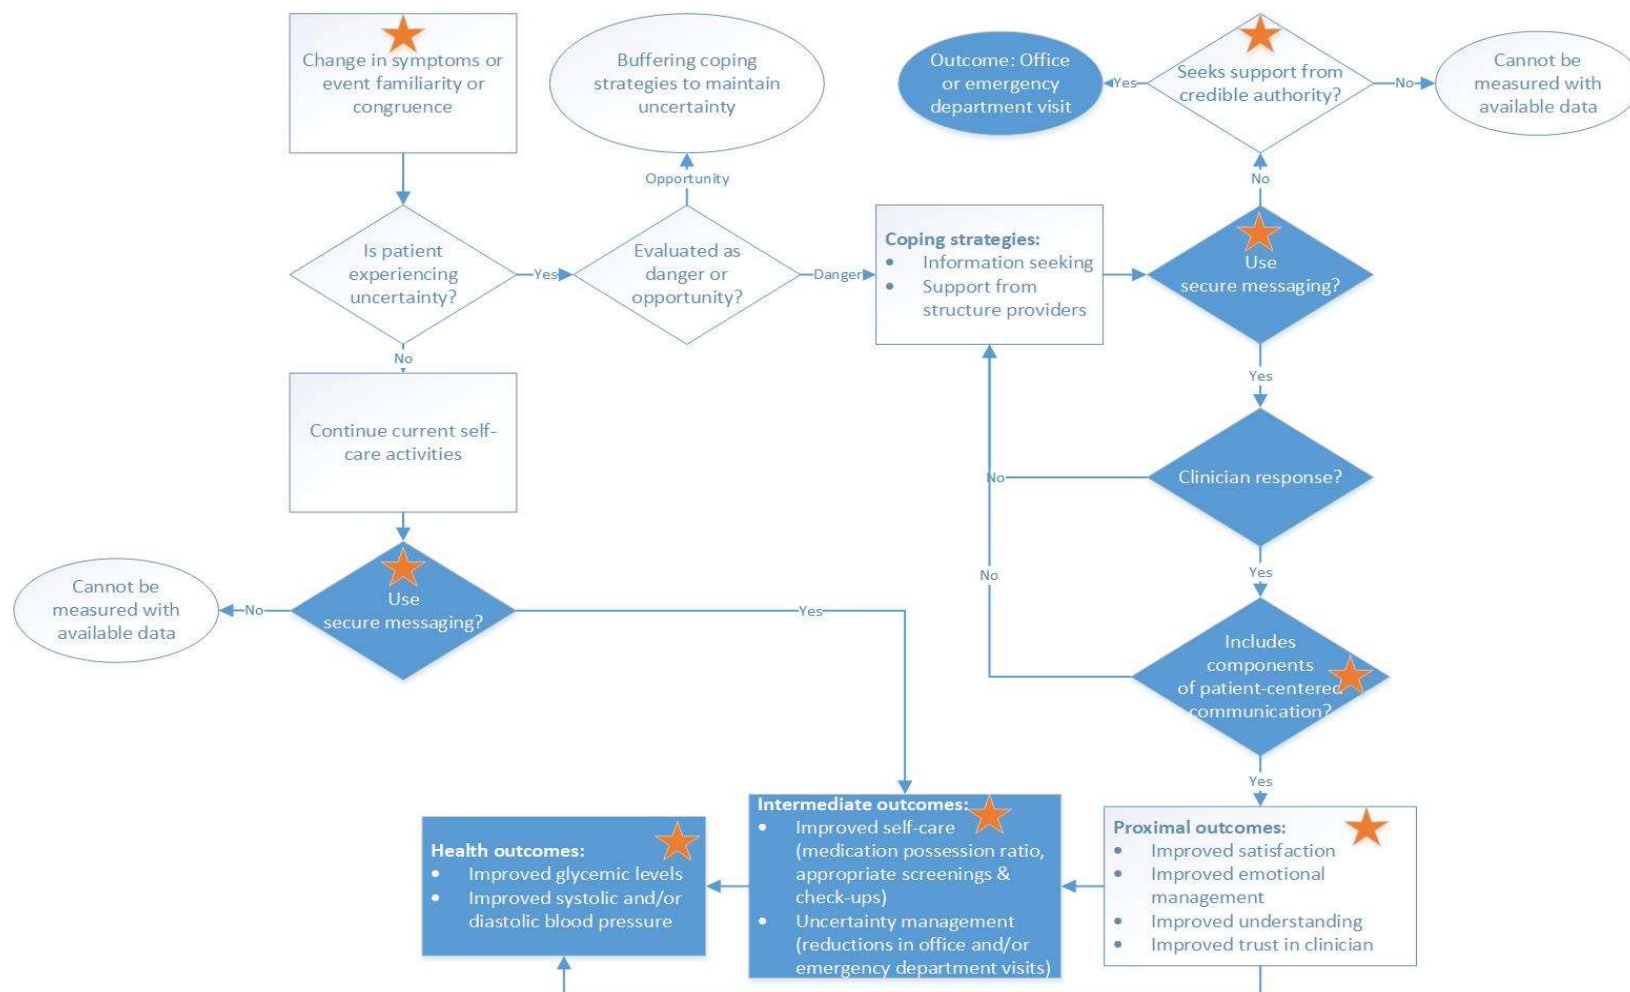 Change in symptoms or
event familiarity or
congruence
Buffering coping
strategies to maintain
uncertainty
Outcome: Office
or emergency
department visit
Yes
Seeks support from
credible authority?
No
Cannot be
measured with
available data
Opportunity
No
Is patient
experiencing
uncertainty?
Yes
Evaluated as
danger or
opportunity?
Danger
Coping strategies:
• Information seeking
• Support from
structure providers
Use
secure messaging?
No
Yes
Continue current self-
care activities
Clinician response?
No
Yes
No
Cannot be
measured with
available data
No
Use
secure messaging?
Yes
Includes
components
of patient-centered
communication?
Yes
Health outcomes:
• Improved glycemic levels
• Improved systolic and/or
diastolic blood pressure
Intermediate outcomes:
• Improved self-care
(medication possession ratio,
appropriate screenings &
check-ups)
• Uncertainty management
(reductions in office and/or
emergency department visits)
Proximal outcomes:
• Improved satisfaction
• Improved emotional
management
• Improved understanding
• Improved trust in clinician